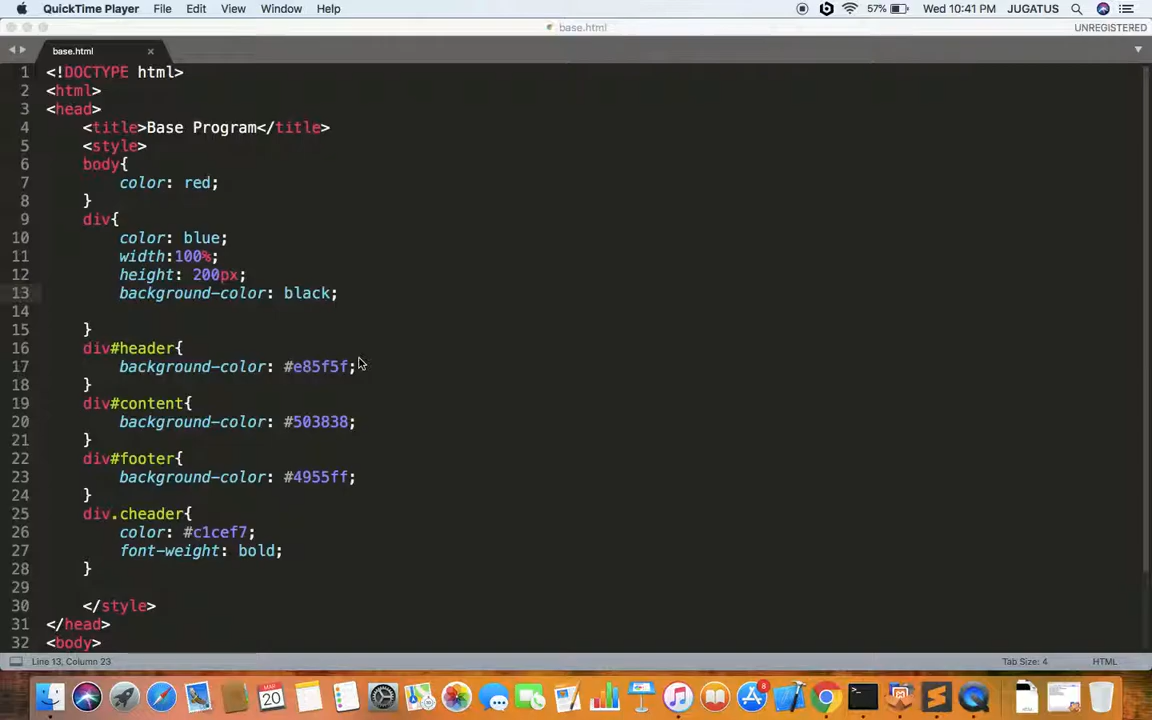 QuickTime Player File Edit View Window Help 57% Wed 10:41 PM JUGATUS
base.html UNREGISTERED
base.html
1 <!DOCTYPE html>
2 <html>
3 <head>
4 <title>Base Program</title>
5 <style>
6 body{
7 color: red;
8 }
9 div{
10 color: blue;
11 width:100%;
12 height: 200px;
13 background-color: black;
14
15 }
16 div#header{
17 background-color: #e85f5f;
18 }
19 div#content{
20 background-color: #503838;
21 }
22 div#footer{
23 background-color: #4955ff;
24 }
25 div.cheader{
26 color: #c1cef7;
27 font-weight: bold;
28 }
29
30 </style>
31 </head>
32 <body>
Line 13, Column 23 Tab Size: 4 HTML
20
8